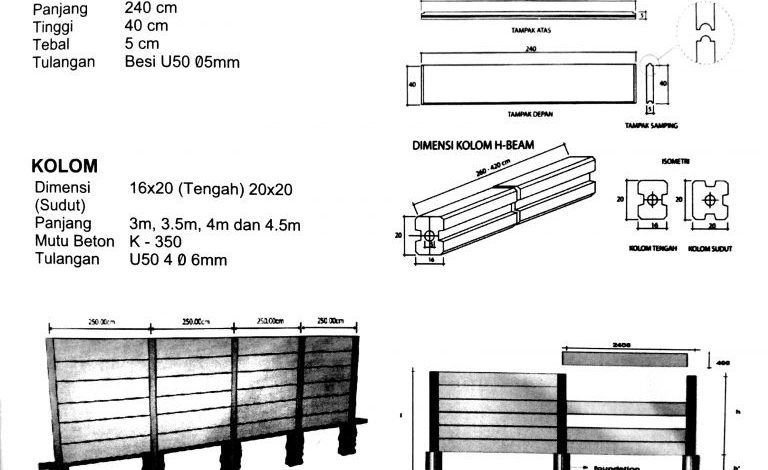 Panjang 240 cm
Tinggi 40 cm
Tebal 5 cm
Tulangan Besi U50 Ø5mm
5
TAMPAK ATAS
240
40
TAMPAK DEPAN
40
5
TAMPAK SAMPING
KOLOM
Dimensi 16x20 (Tengah) 20x20
(Sudut)
Panjang 3m, 3.5m, 4m dan 4.5m
Mutu Beton K - 350
Tulangan U50 4 Ø 6mm
DIMENSI KOLOM H-BEAM
260 - 420 cm
20
16
ISOMETRI
20
16
KOLOM TENGAH
20
20
KOLOM SUDUT
250.00cm 250.00cm 250.00cm 250.00cm
2400
400
h
h'
foundation